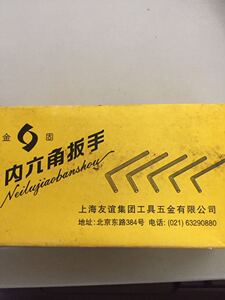 金 固
内六角扳手
Neilujiaobanshou
上海友谊集团工具五金有限公司
地址:北京东路384号 电话:(021)63290880